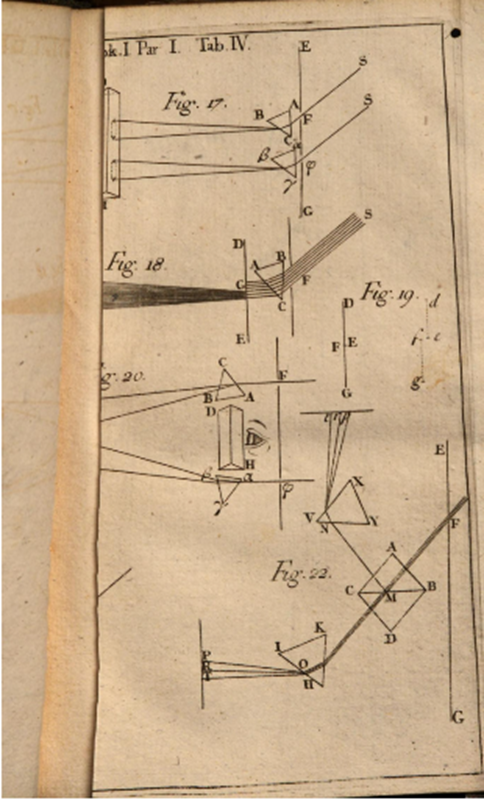 ok.I Par I. Tab.IV.
E
S
Fig. 17.
S
A
B
F
C
α
β
φ
γ
G
S
D
B
Fig. 18.
A
G
F
C
Fig. 19.
D
d
E
F E
f e
G
g
g. 20.
C
F
B A
D
H
β α
γ
φ
X
V
N
Y
E
F
A
Fig. 22.
C
M
B
D
K
I
P
O
H
T
G